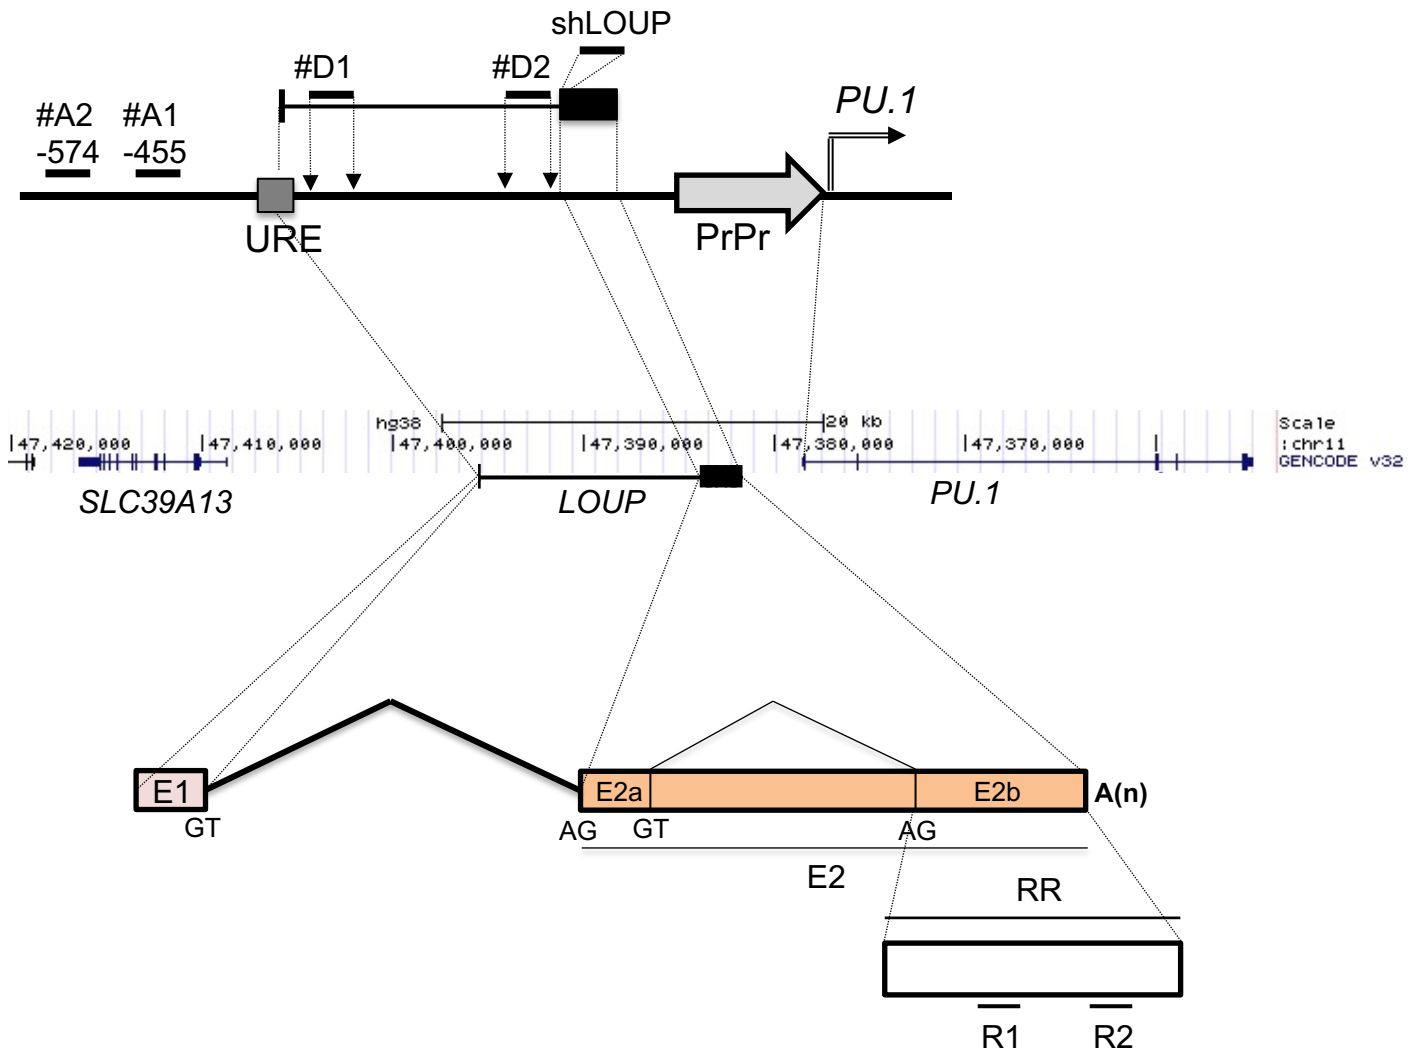 shLOUP
#D1 #D2
PU.1
#A2 #A1
-574 -455
URE
PrPr
hg38 20 kb Scale
|47,420,000 |47,410,000 |47,400,000 |47,390,000 |47,380,000 |47,370,000 | :chr11
GENCODE v32
SLC39A13 LOUP PU.1
E1 E2a E2b A(n)
GT AG GT AG
E2
RR
R1 R2